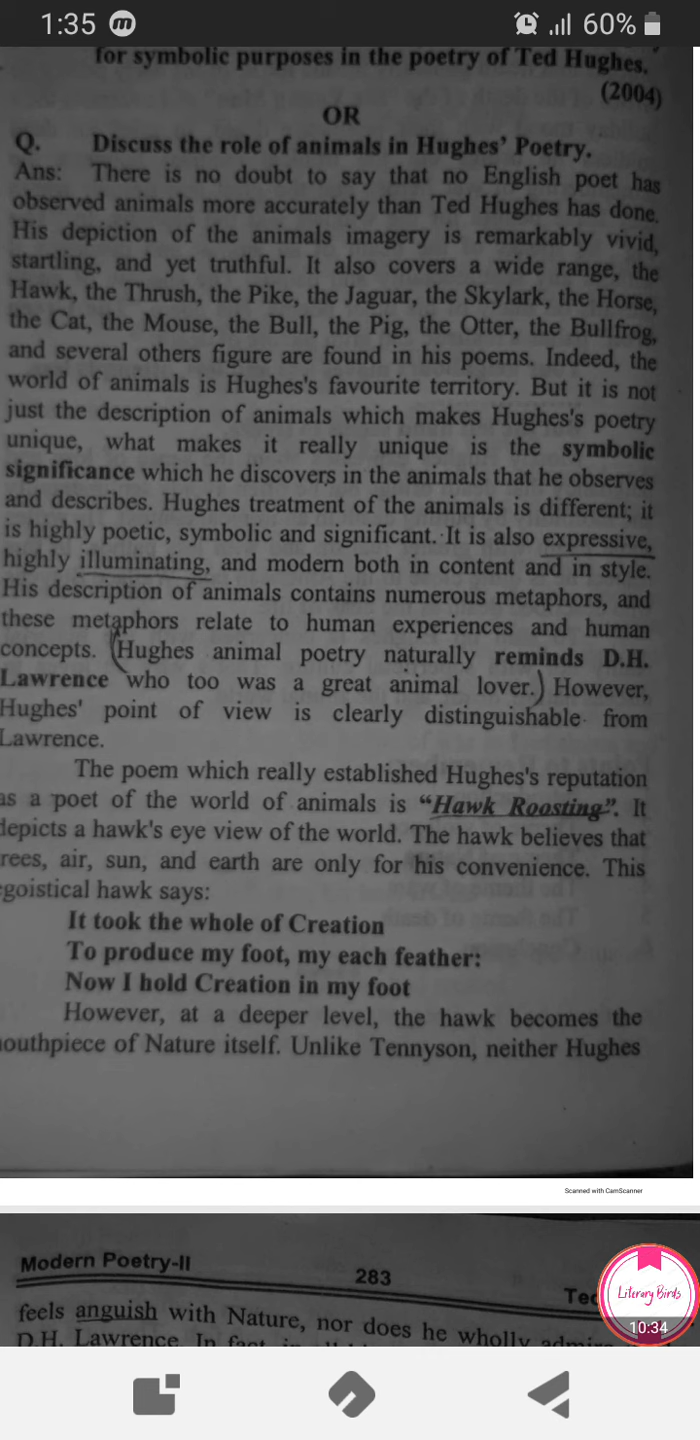 1:35 m 60%
for symbolic purposes in the poetry of Ted Hughes.
(2004)
OR
Q. Discuss the role of animals in Hughes' Poetry.
Ans: There is no doubt to say that no English poet has
observed animals more accurately than Ted Hughes has done.
His depiction of the animals imagery is remarkably vivid,
startling, and yet truthful. It also covers a wide range, the
Hawk, the Thrush, the Pike, the Jaguar, the Skylark, the Horse,
the Cat, the Mouse, the Bull, the Pig, the Otter, the Bullfrog,
and several others figure are found in his poems. Indeed, the
world of animals is Hughes's favourite territory. But it is not
just the description of animals which makes Hughes's poetry
unique, what makes it really unique is the symbolic
significance which he discovers in the animals that he observes
and describes. Hughes treatment of the animals is different; it
is highly poetic, symbolic and significant. It is also expressive,
highly illuminating, and modern both in content and in style.
His description of animals contains numerous metaphors, and
these metaphors relate to human experiences and human
concepts. (Hughes animal poetry naturally reminds D.H.
Lawrence who too was a great animal lover.) However,
Hughes' point of view is clearly distinguishable from
Lawrence.
The poem which really established Hughes's reputation
as a poet of the world of animals is "Hawk Roosting". It
depicts a hawk's eye view of the world. The hawk believes that
rees, air, sun, and earth are only for his convenience. This
egoistical hawk says:
It took the whole of Creation
To produce my foot, my each feather:
Now I hold Creation in my foot
However, at a deeper level, the hawk becomes the
outhpiece of Nature itself. Unlike Tennyson, neither Hughes
Scanned with CamScanner
Modern Poetry-II 283 Ted
feels anguish with Nature, nor does he wholly admire
D.H. Lawrence. In fact, in
Literary Birds
10:34